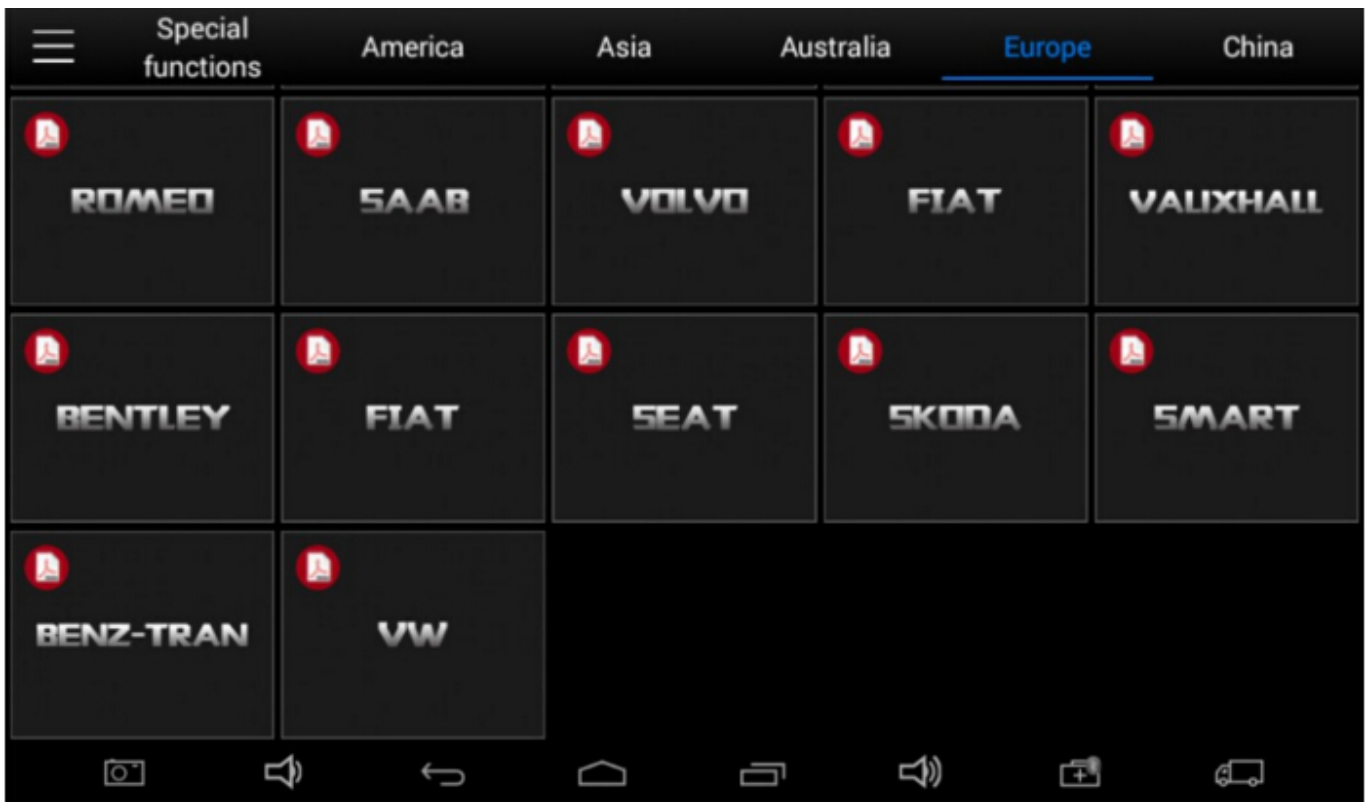 Special
functions
America
Asia
Australia
Europe
China
ROMEO
SAAB
VOLVO
FIAT
VAUXHALL
BENTLEY
FIAT
SEAT
SKODA
SMART
BENZ-TRAN
VW